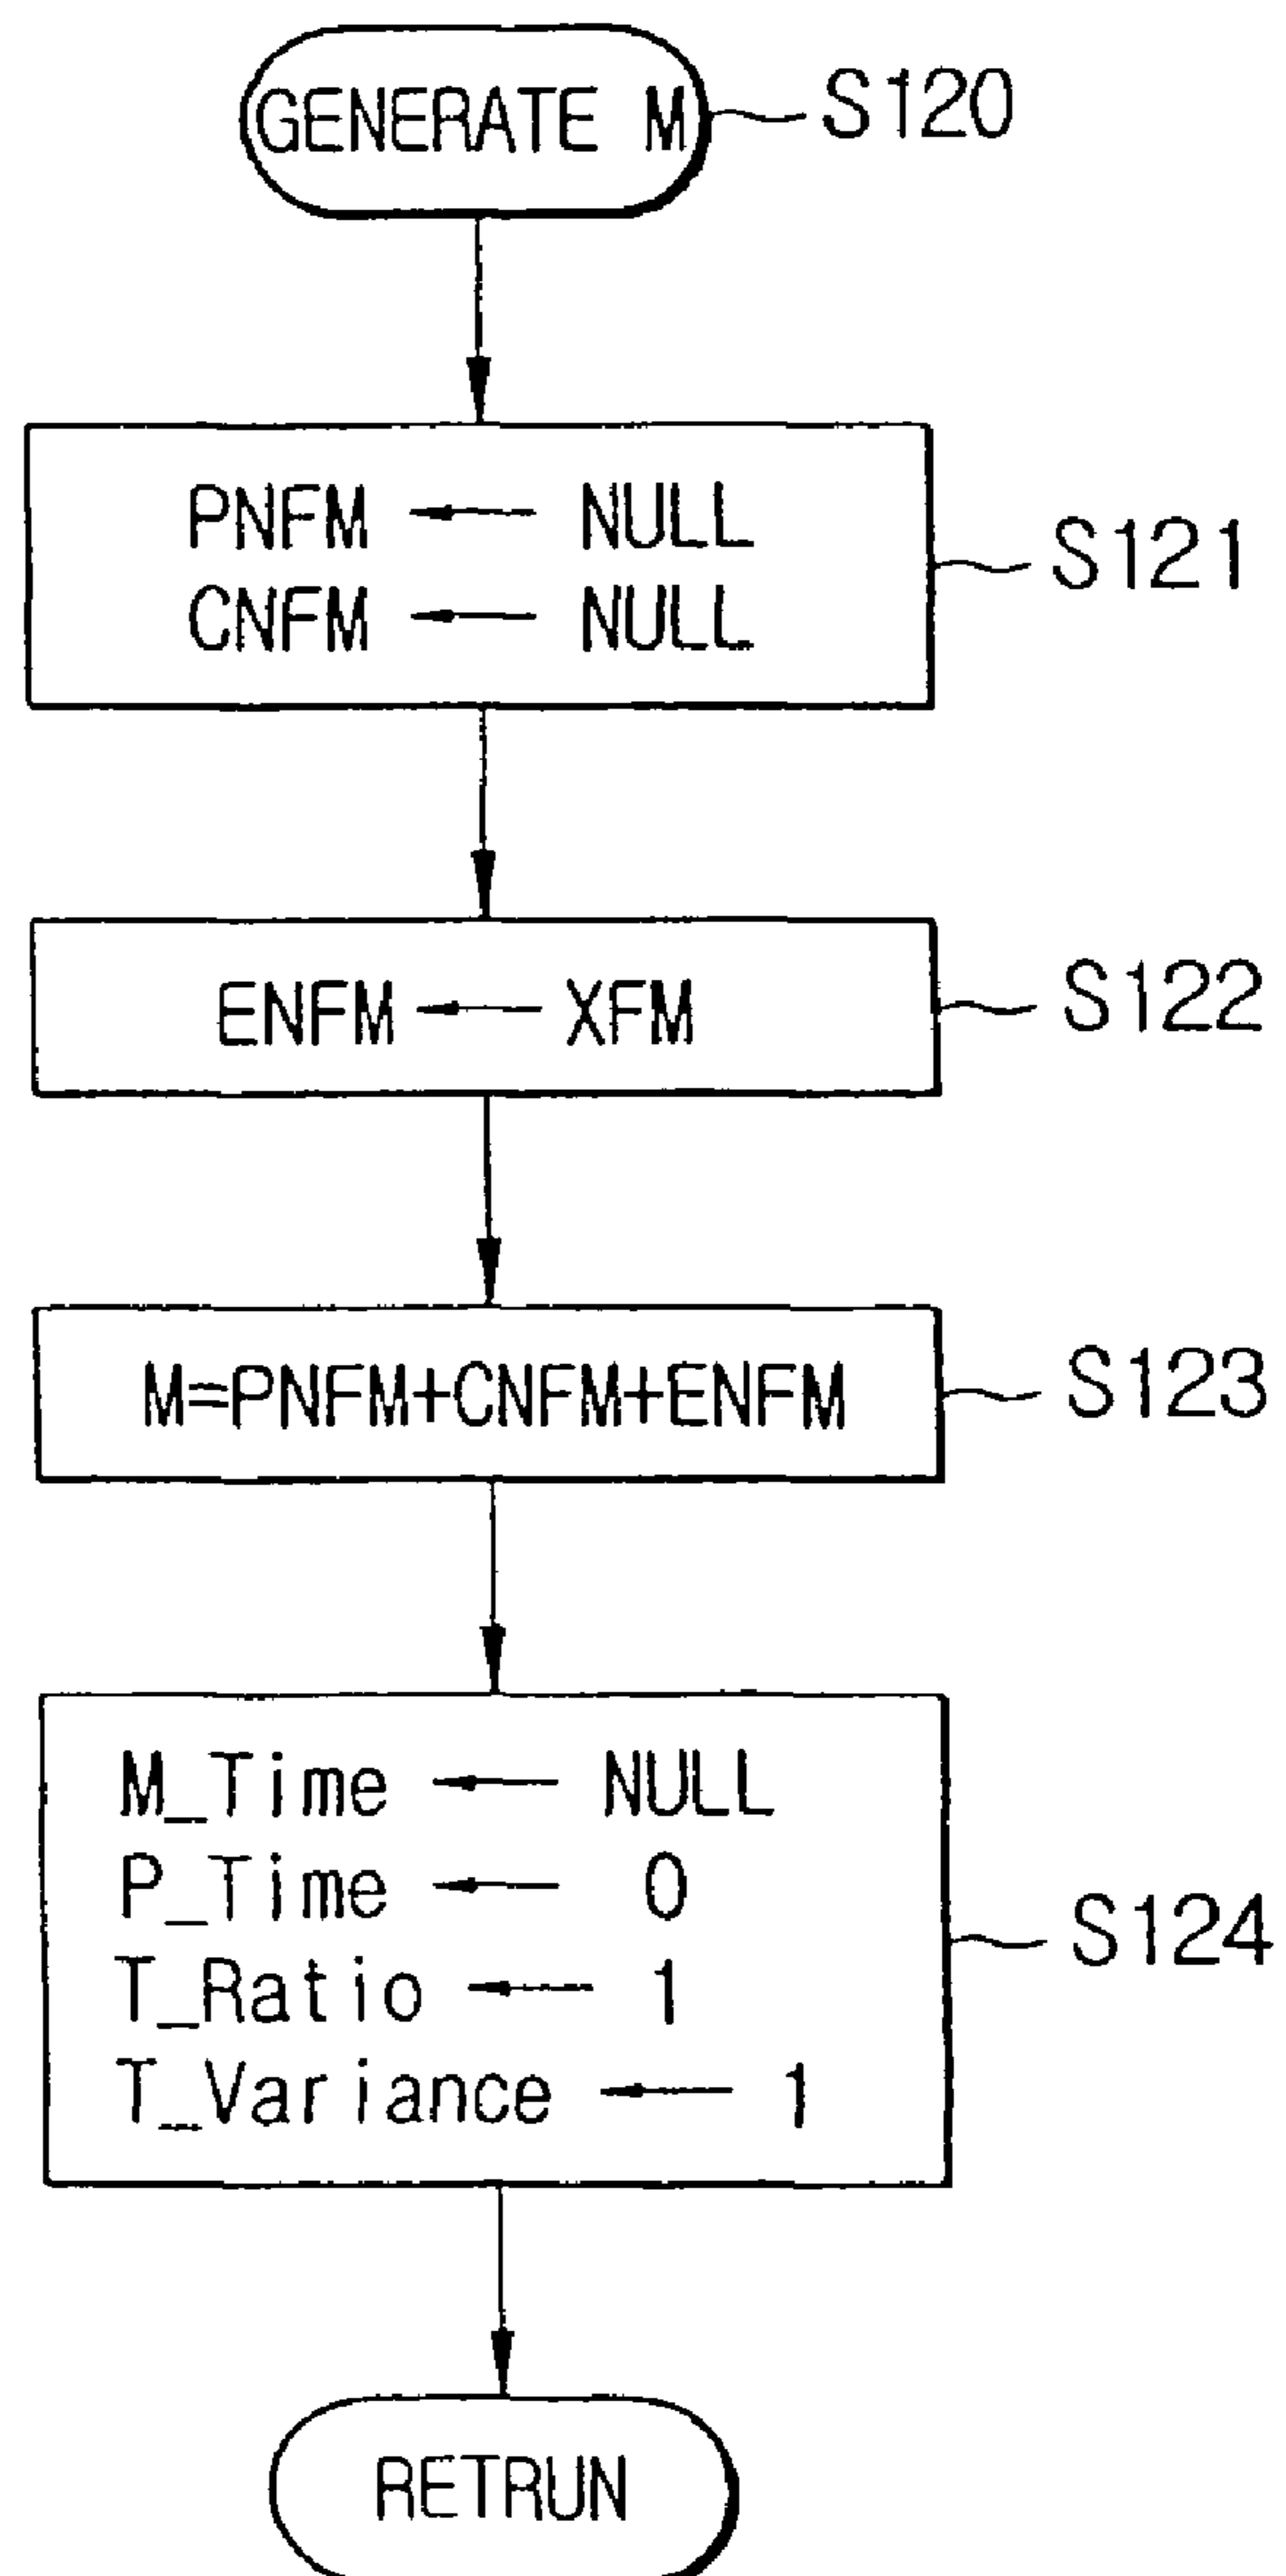 GENERATE M
S120
PNFM ← NULL
CNFM ← NULL
S121
ENFM ← XFM
S122
M=PNFM+CNFM+ENFM
S123
M_Time ← NULL
P_Time ← 0
T_Ratio ← 1
T_Variance ← 1
S124
RETRUN